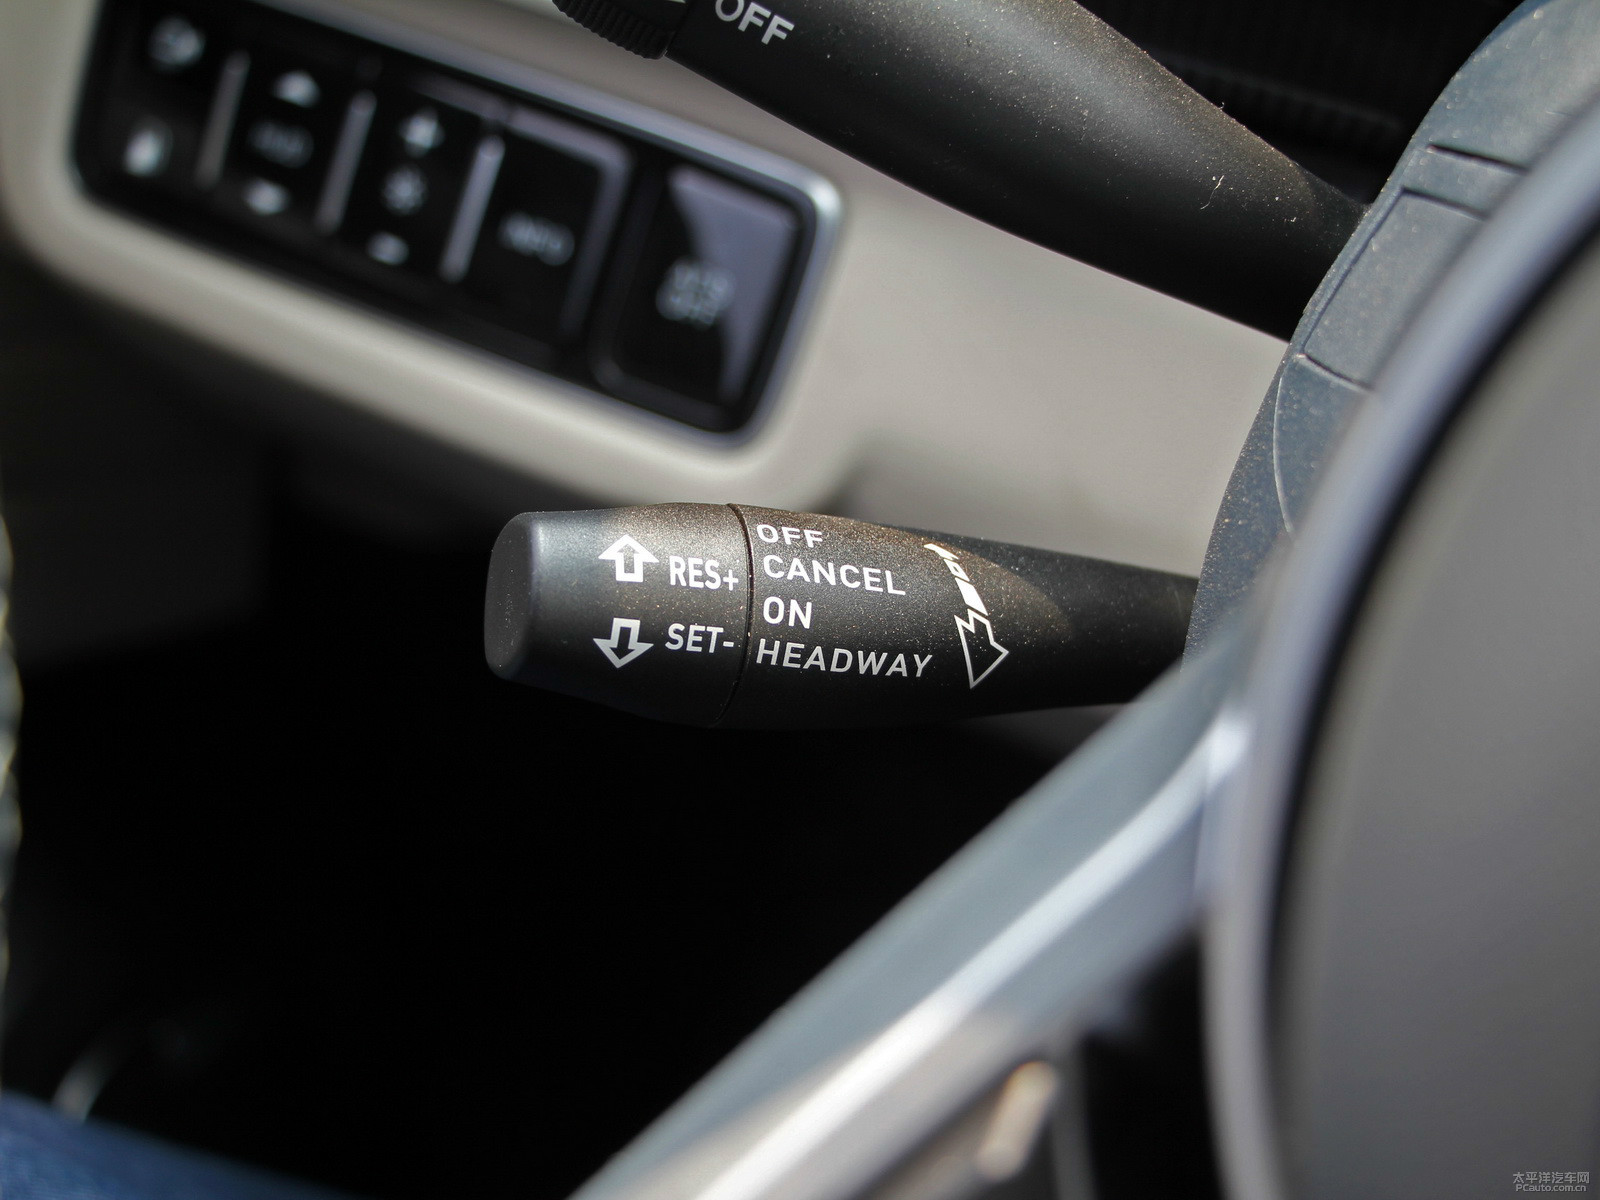 OFF
OFF
CANCEL
ON
HEADWAY
RES+
SET-
太平洋汽车网
PCauto.com.cn